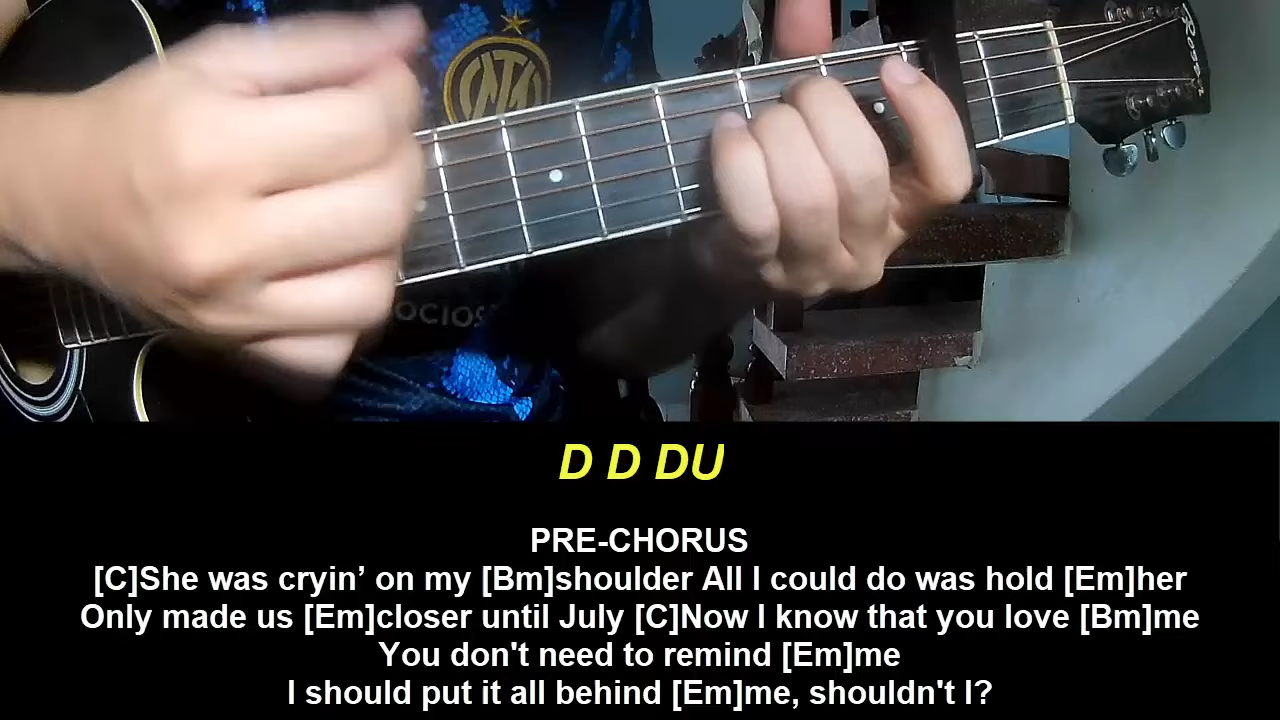 Rosa
OCIOS
D D DU
PRE-CHORUS
[C]She was cryin’ on my [Bm]shoulder All I could do was hold [Em]her
Only made us [Em]closer until July [C]Now I know that you love [Bm]me
You don't need to remind [Em]me
I should put it all behind [Em]me, shouldn't I?